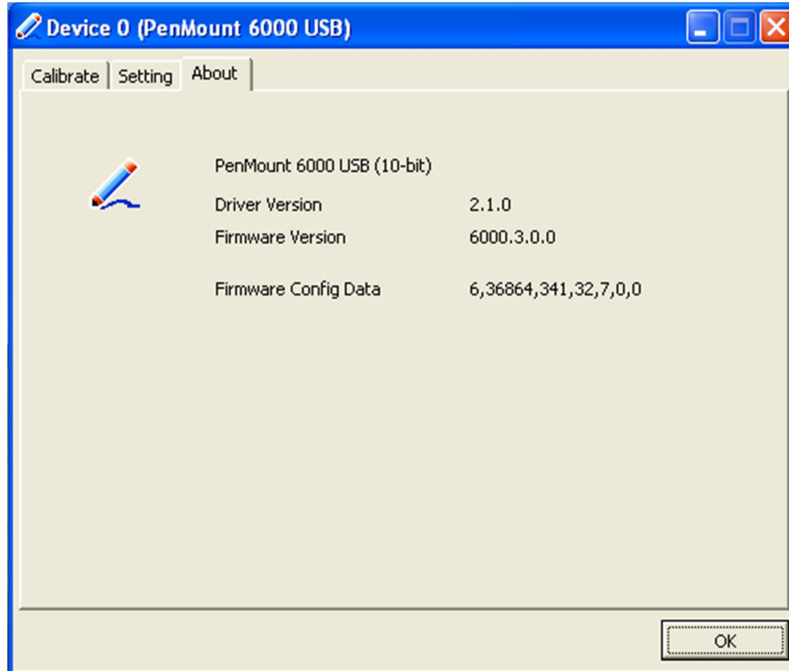 Device 0 (PenMount 6000 USB)
Calibrate Setting About
PenMount 6000 USB (10-bit)
Driver Version 2.1.0
Firmware Version 6000.3.0.0
Firmware Config Data 6,36864,341,32,7,0,0
OK